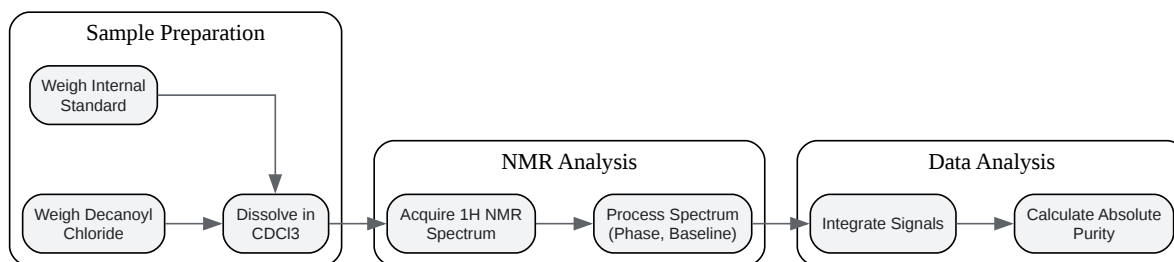 Sample Preparation
Weigh Internal
Standard
Weigh Decanoyl
Chloride
Dissolve in
CDCl3
NMR Analysis
Acquire 1H NMR
Spectrum
Process Spectrum
(Phase, Baseline)
Data Analysis
Integrate Signals
Calculate Absolute
Purity